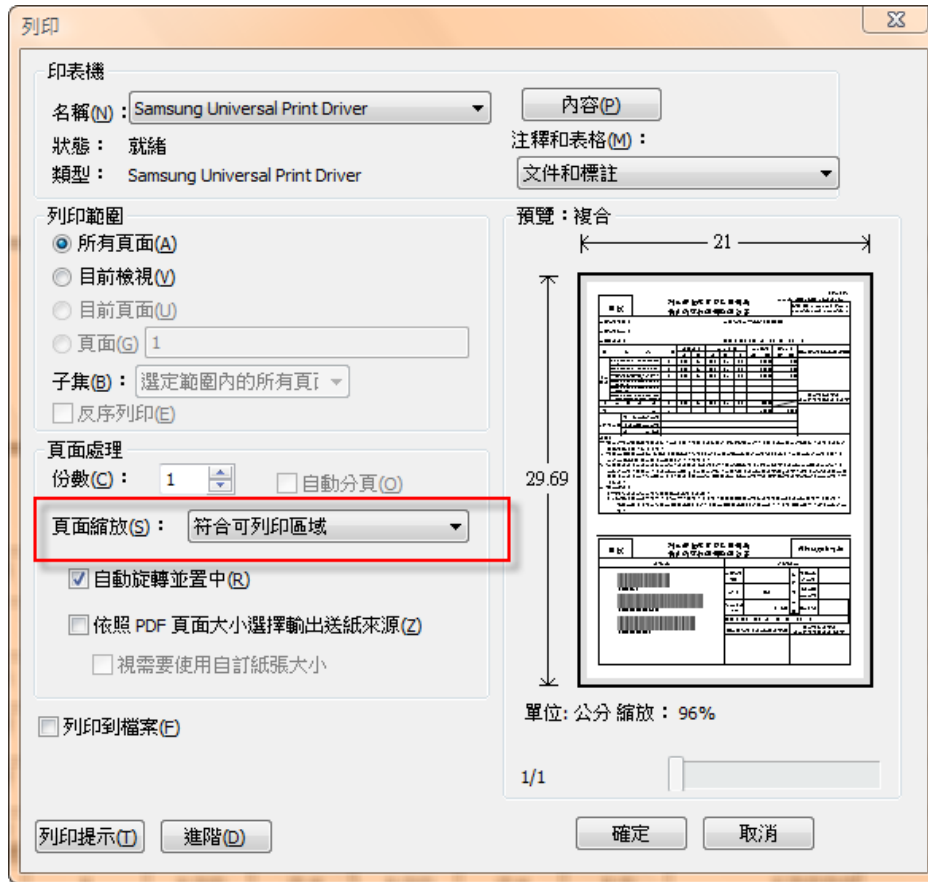 列印
印表機
名稱(N)：Samsung Universal Print Driver
內容(P)
狀態： 就緒
注釋和表格(M)：
類型： Samsung Universal Print Driver
文件和標註
列印範圍
所有頁面(A)
目前檢視(V)
目前頁面(U)
頁面(G) 1
子集(B)：選定範圍內的所有頁
反序列印(E)
預覽：複合
21
29.69
頁面處理
份數(C)： 1
自動分頁(O)
頁面縮放(S)： 符合可列印區域
自動旋轉並置中(R)
依照 PDF 頁面大小選擇輸出送紙來源(Z)
視需要使用自訂紙張大小
單位: 公分 縮放： 96%
列印到檔案(F)
1/1
列印提示(T)
進階(D)
確定
取消